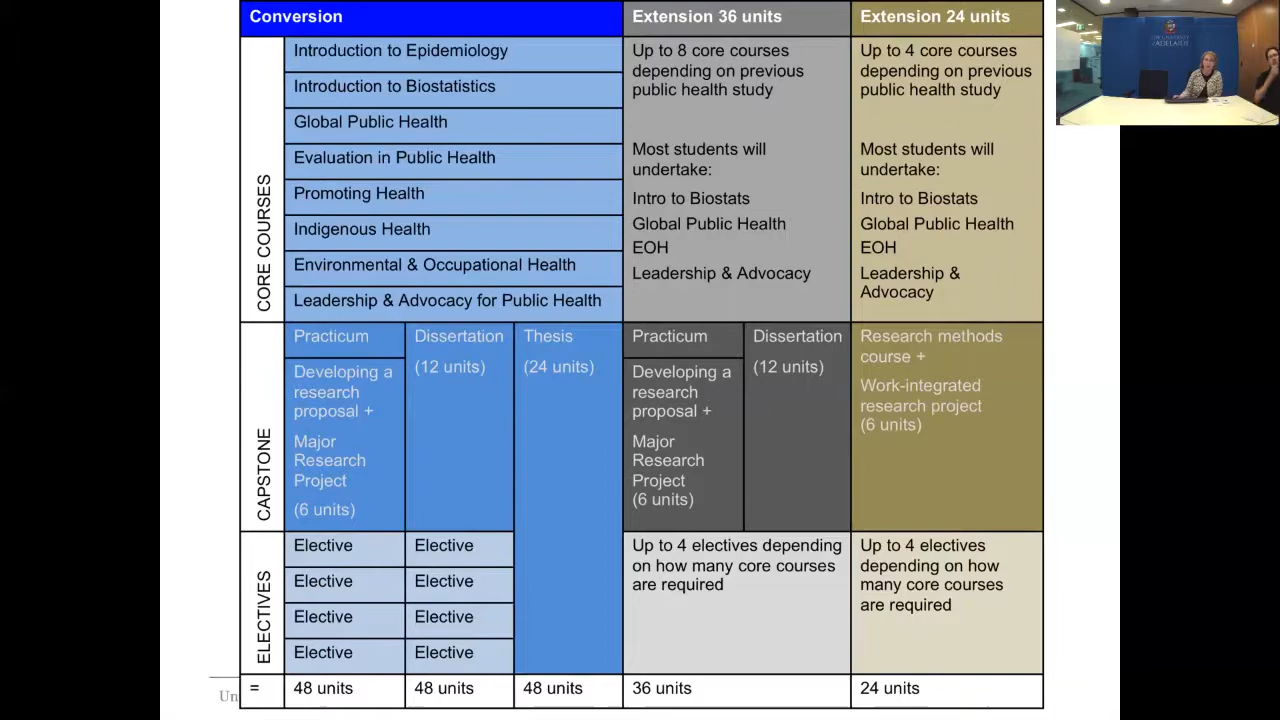 Conversion
Extension 36 units
Extension 24 units
CORE COURSES
Introduction to Epidemiology
Introduction to Biostatistics
Global Public Health
Evaluation in Public Health
Promoting Health
Indigenous Health
Environmental & Occupational Health
Leadership & Advocacy for Public Health
Up to 8 core courses
depending on previous
public health study
Most students will
undertake:
Intro to Biostats
Global Public Health
EOH
Leadership & Advocacy
Up to 4 core courses
depending on previous
public health study
Most students will
undertake:
Intro to Biostats
Global Public Health
EOH
Leadership &
Advocacy
CAPSTONE
Practicum
Developing a
research
proposal +
Major
Research
Project
(6 units)
Dissertation
(12 units)
Thesis
(24 units)
Practicum
Developing a
research
proposal +
Major
Research
Project
(6 units)
Dissertation
(12 units)
Research methods
course +
Work-integrated
research project
(6 units)
ELECTIVES
Elective
Elective
Elective
Elective
Elective
Elective
Elective
Elective
Up to 4 electives depending
on how many core courses
are required
Up to 4 electives
depending on how
many core courses
are required
=
48 units
48 units
48 units
36 units
24 units
Un
ADELAIDE